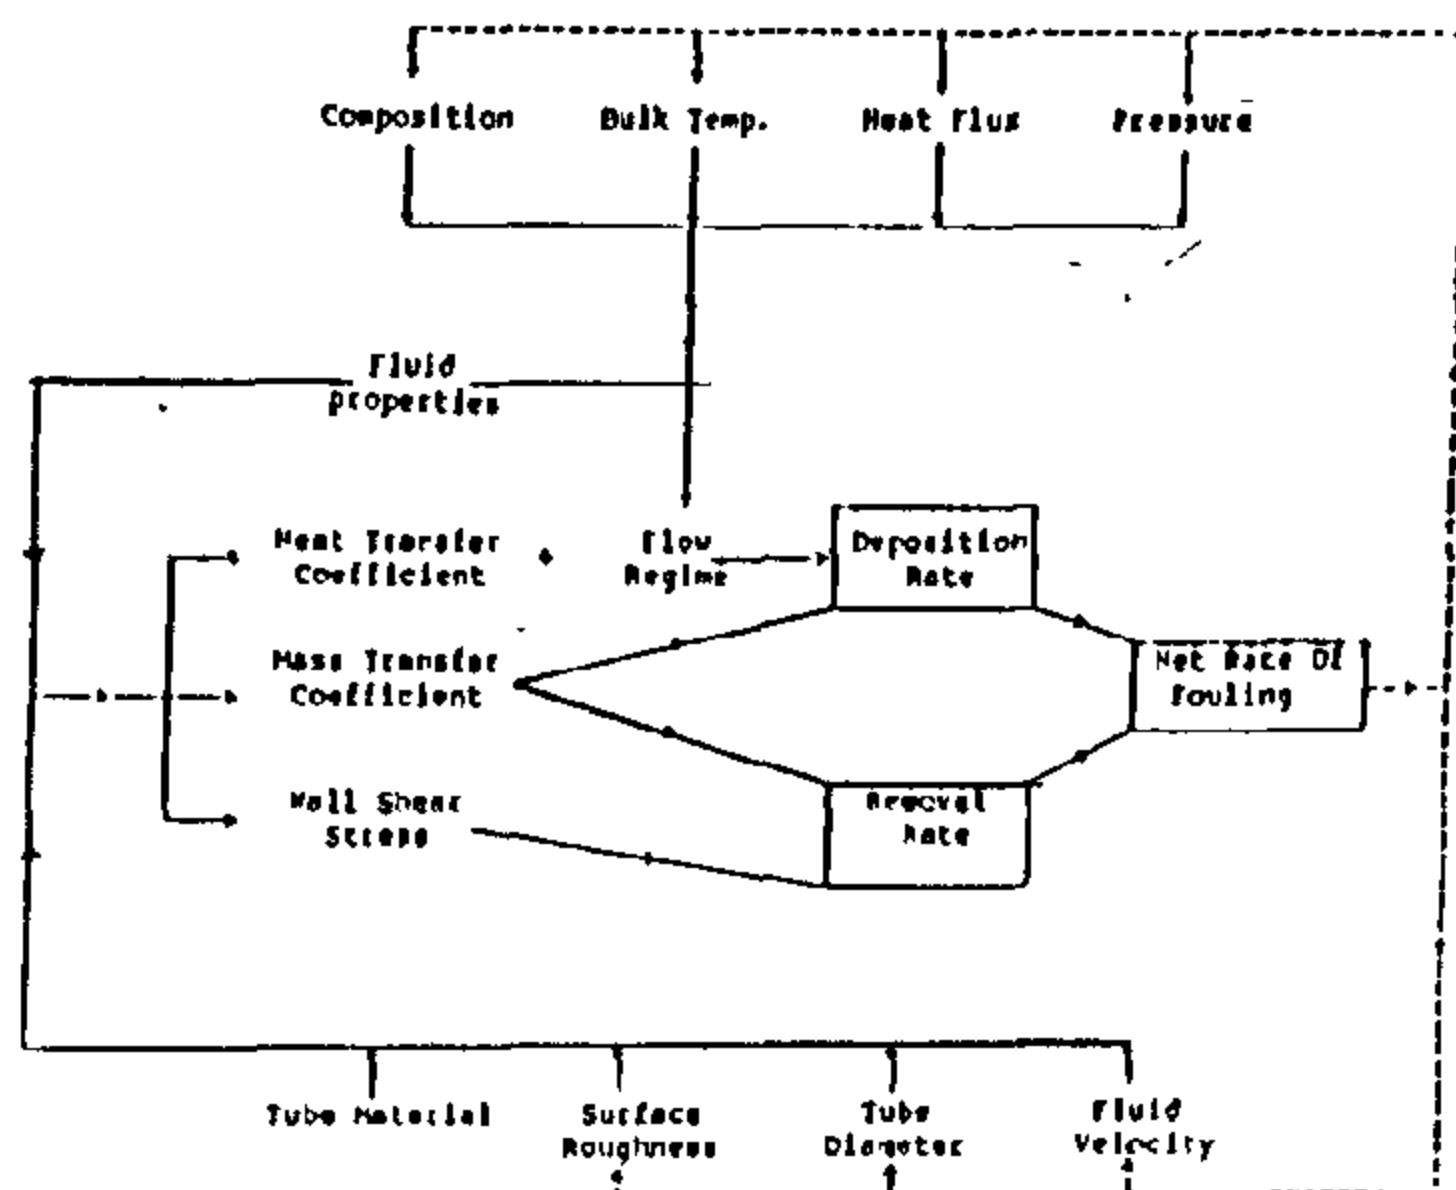 Composition Bulk Temp. Heat Flux Pressure
Fluid
properties
Heat Transfer
Coefficient
Flow
Regime
Deposition
Rate
Mass Transfer
Coefficient
Net Rate Of
Fouling
Wall Shear
Stress
Removal
Rate
Tube Material
Surface
Roughness
Tube
Diameter
Fluid
Velocity